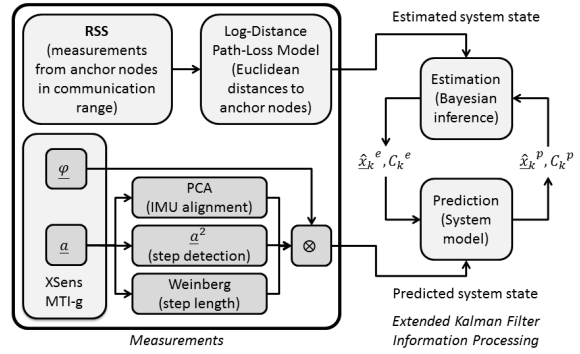 RSS
(measurements
from anchor nodes
in communication
range)
Log-Distance
Path-Loss Model
(Euclidean
distances to
anchor nodes)
Estimated system state
Estimation
(Bayesian
inference)
x̂ₖᵉ, Cₖᵉ
x̂ₖᵖ, Cₖᵖ
Prediction
(System
model)
Predicted system state
φ
a
XSens
MTI-g
PCA
(IMU alignment)
a²
(step detection)
Weinberg
(step length)
⊗
Measurements
Extended Kalman Filter
Information Processing